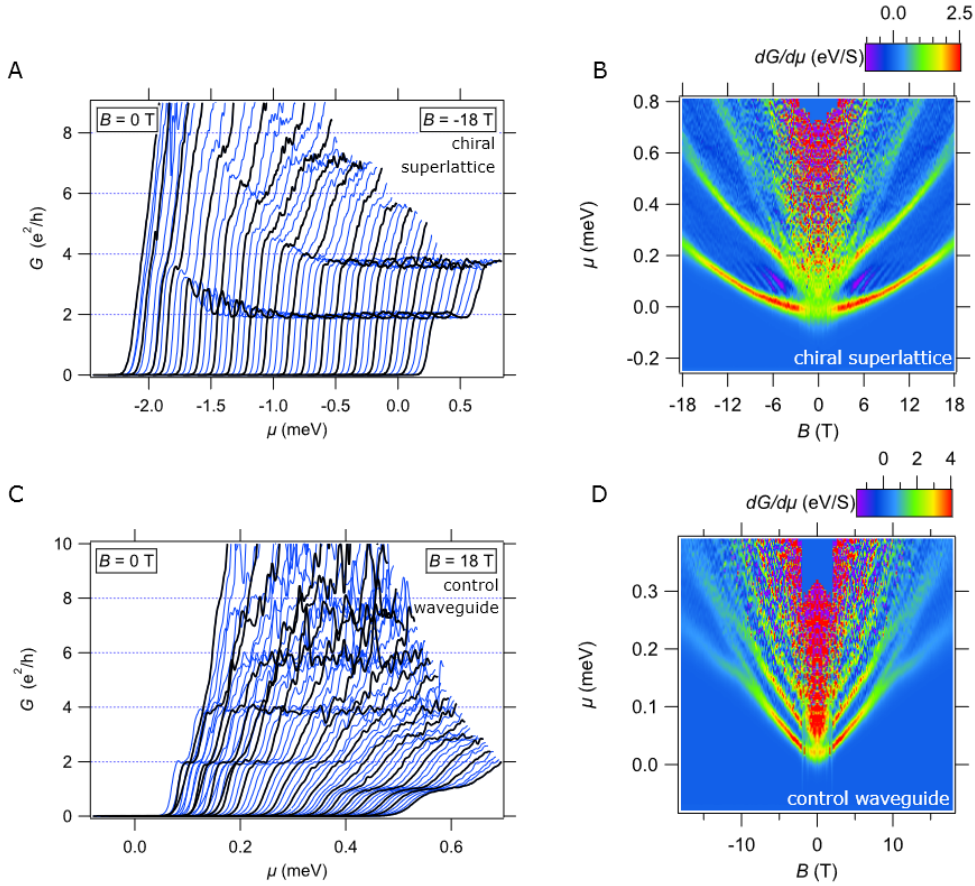 A
B = 0 T
B = -18 T
chiral
superlattice
G (e²/h)
8
6
4
2
0
-2.0
-1.5
-1.0
-0.5
0.0
0.5
μ (meV)
B
0.0
2.5
dG/dμ (eV/S)
μ (meV)
0.8
0.6
0.4
0.2
0.0
-0.2
chiral superlattice
-18
-12
-6
0
6
12
18
B (T)
C
B = 0 T
B = 18 T
control
waveguide
G (e²/h)
10
8
6
4
2
0
0.0
0.2
0.4
0.6
μ (meV)
D
0
2
4
dG/dμ (eV/S)
μ (meV)
0.3
0.2
0.1
0.0
control waveguide
-10
0
10
B (T)